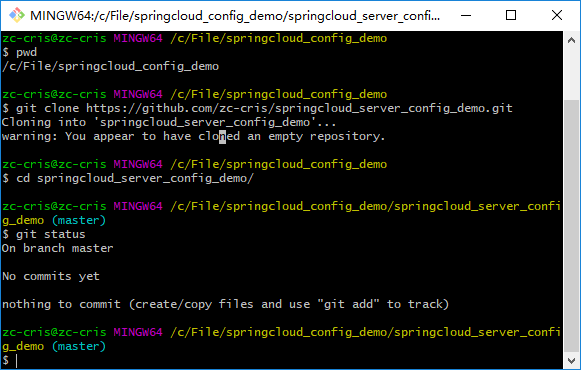 MINGW64:/c/File/springcloud_config_demo/springcloud_server_confi...
zc-cris@zc-cris MINGW64 /c/File/springcloud_config_demo
$ pwd
/c/File/springcloud_config_demo
zc-cris@zc-cris MINGW64 /c/File/springcloud_config_demo
$ git clone https://github.com/zc-cris/springcloud_server_config_demo.git
Cloning into 'springcloud_server_config_demo'...
warning: You appear to have cloned an empty repository.
zc-cris@zc-cris MINGW64 /c/File/springcloud_config_demo
$ cd springcloud_server_config_demo/
zc-cris@zc-cris MINGW64 /c/File/springcloud_config_demo/springcloud_server_confi
g_demo (master)
$ git status
On branch master
No commits yet
nothing to commit (create/copy files and use "git add" to track)
zc-cris@zc-cris MINGW64 /c/File/springcloud_config_demo/springcloud_server_confi
g_demo (master)
$